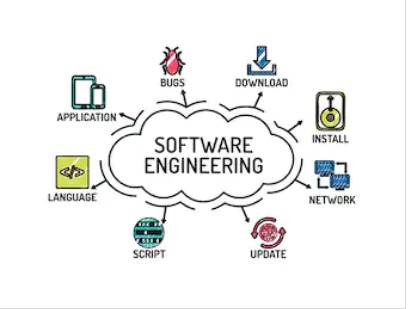 BUGS
DOWNLOAD
APPLICATION
INSTALL
SOFTWARE
ENGINEERING
LANGUAGE
</>
NETWORK
SCRIPT
UPDATE